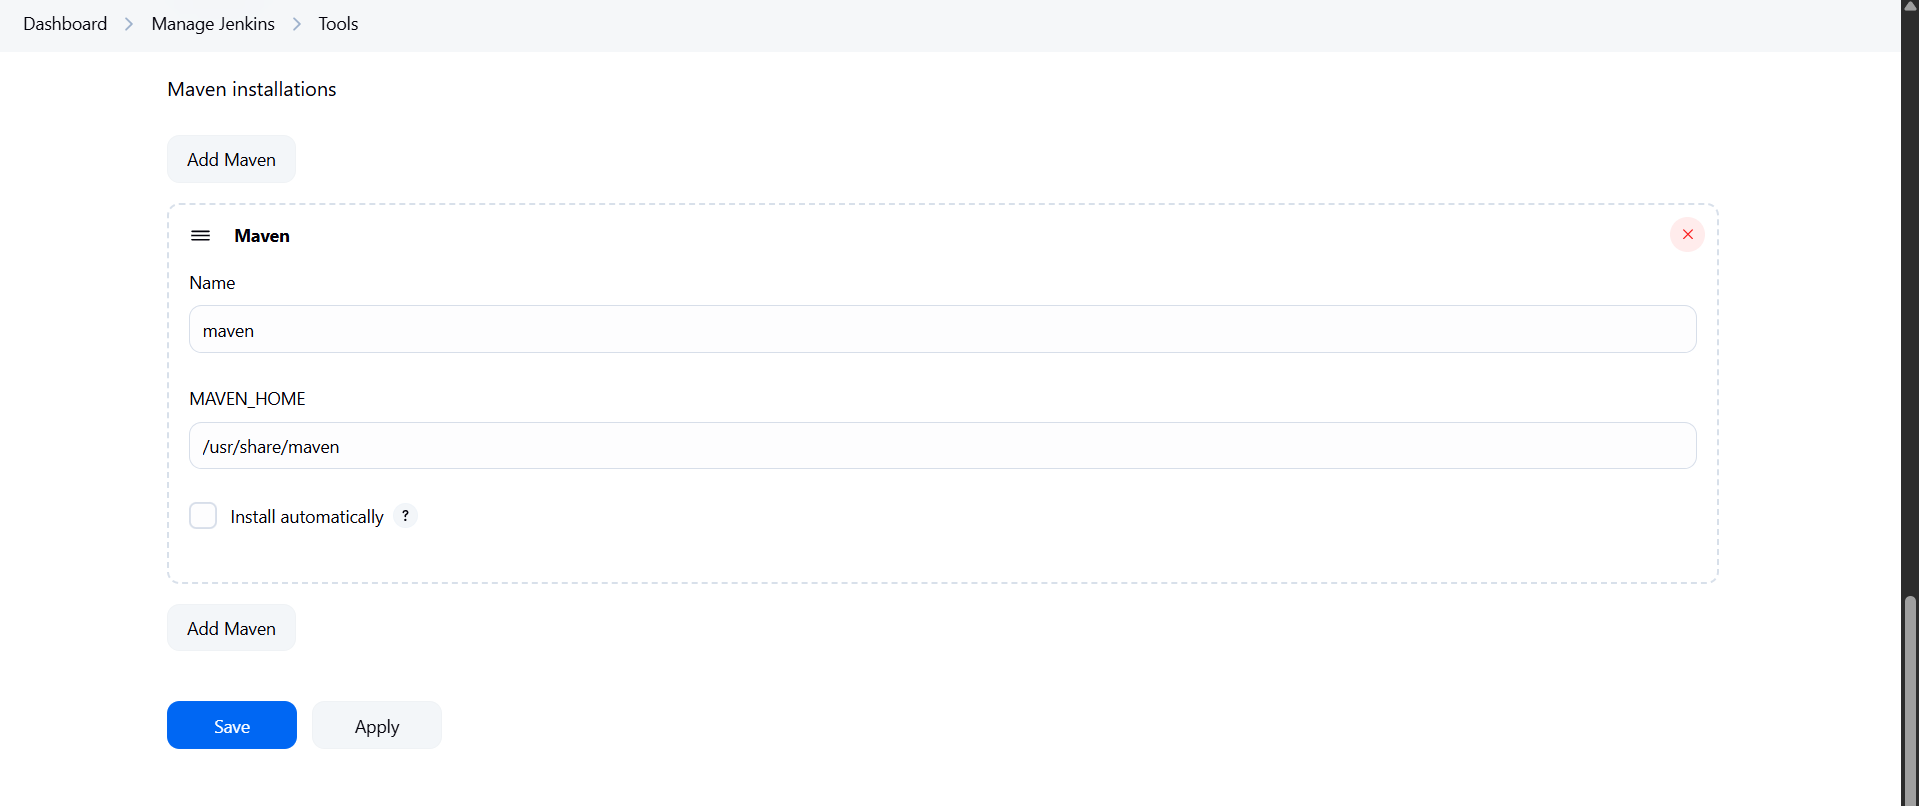 Dashboard > Manage Jenkins > Tools
Maven installations
Add Maven
Maven
Name
maven
MAVEN_HOME
/usr/share/maven
Install automatically ?
Add Maven
Save Apply